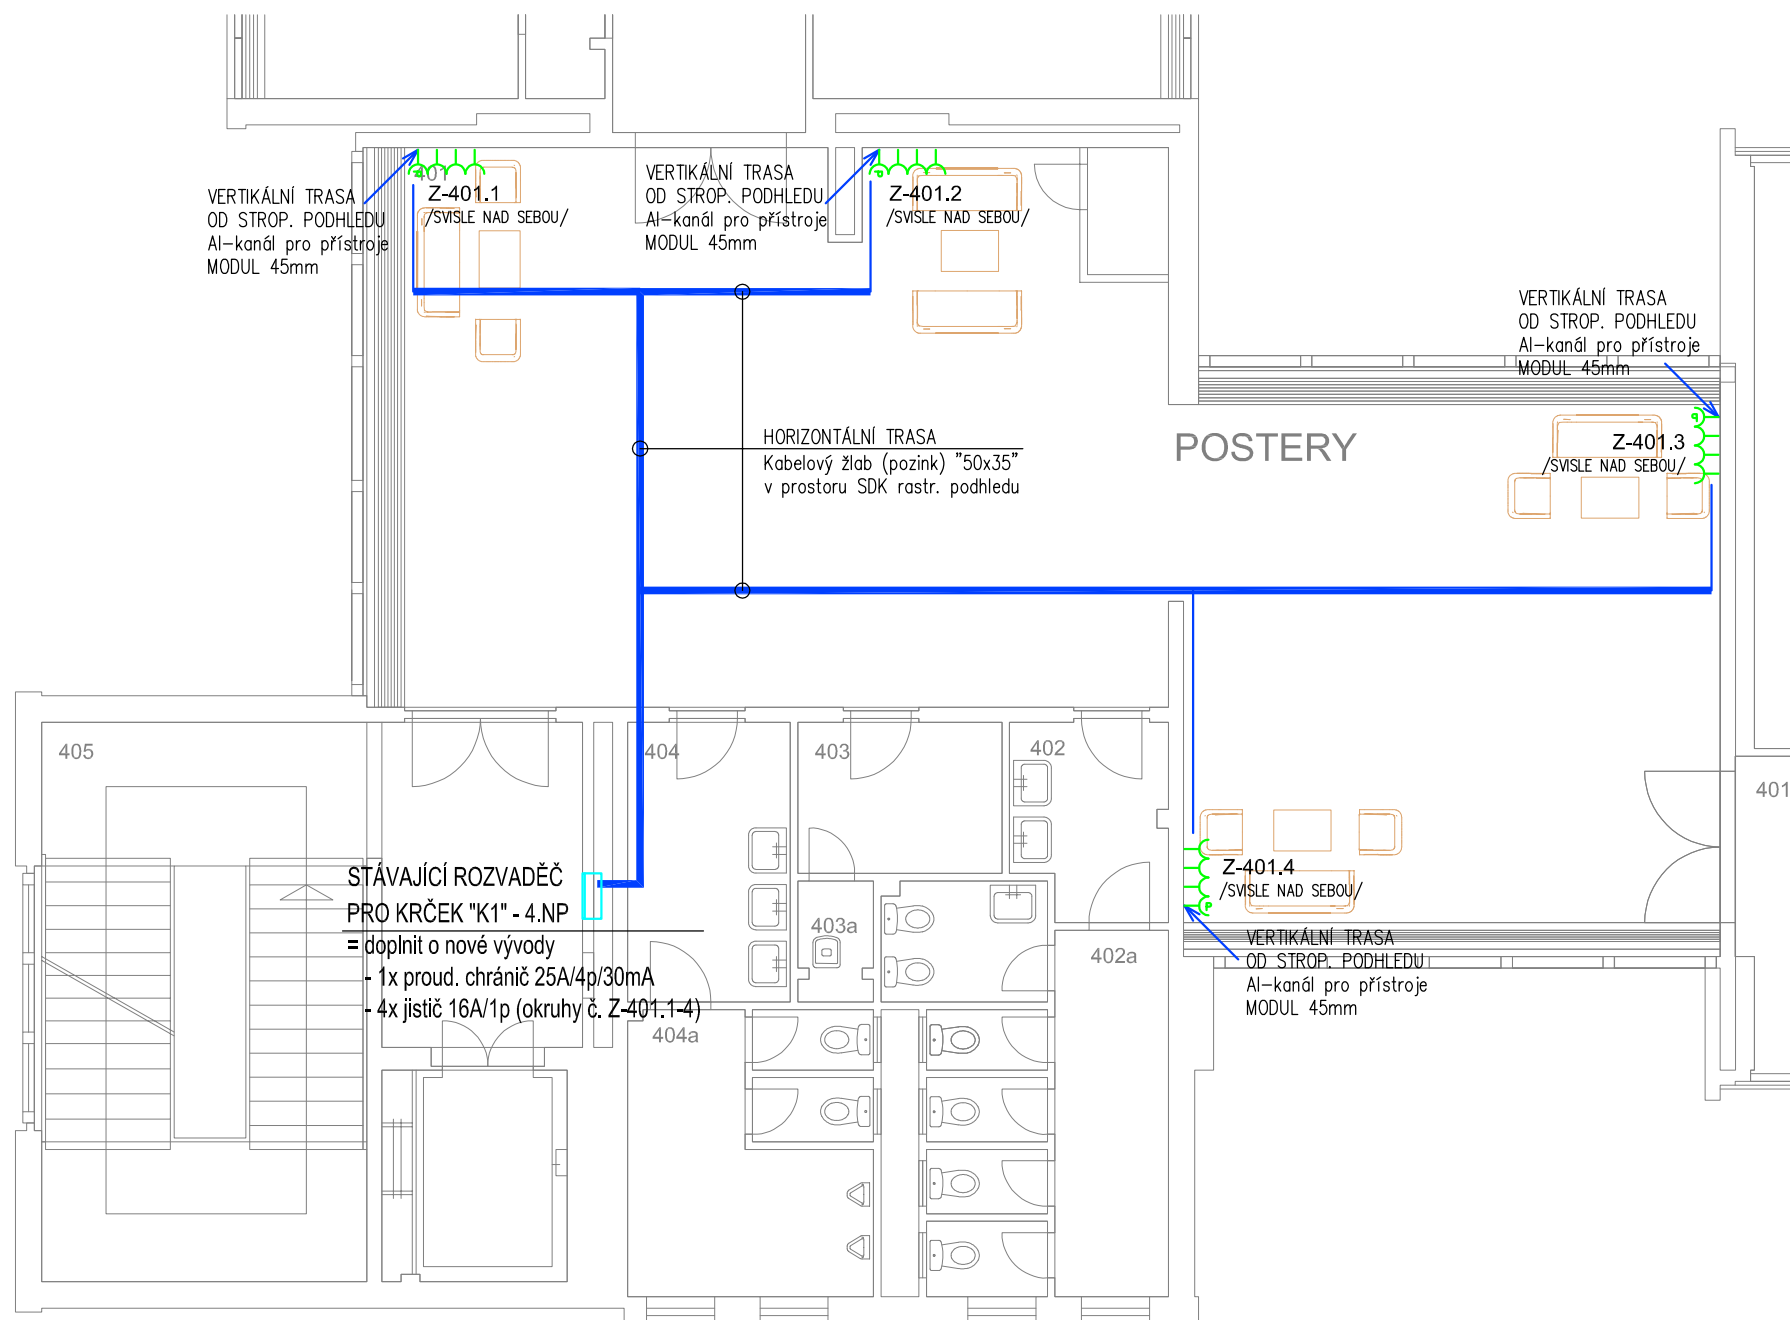 VERTIKÁLNÍ TRASA
OD STROP. PODHLEDU
Al-kanál pro přístroje
MODUL 45mm
401
Z-401.1
/SVISLE NAD SEBOU/
VERTIKÁLNÍ TRASA
OD STROP. PODHLEDU
Al-kanál pro přístroje
MODUL 45mm
Z-401.2
/SVISLE NAD SEBOU/
VERTIKÁLNÍ TRASA
OD STROP. PODHLEDU
Al-kanál pro přístroje
MODUL 45mm
HORIZONTÁLNÍ TRASA
Kabelový žlab (pozink) "50x35"
v prostoru SDK rastr. podhledu
POSTERY
Z-401.3
/SVISLE NAD SEBOU/
405
404
403
402
401
STÁVAJÍCÍ ROZVADĚČ
PRO KRČEK "K1" - 4.NP
= doplnit o nové vývody
- 1x proud. chránič 25A/4p/30mA
- 4x jistič 16A/1p (okruhy č. Z-401.1-4)
403a
402a
404a
Z-401.4
/SVISLE NAD SEBOU/
VERTIKÁLNÍ TRASA
OD STROP. PODHLEDU
Al-kanál pro přístroje
MODUL 45mm